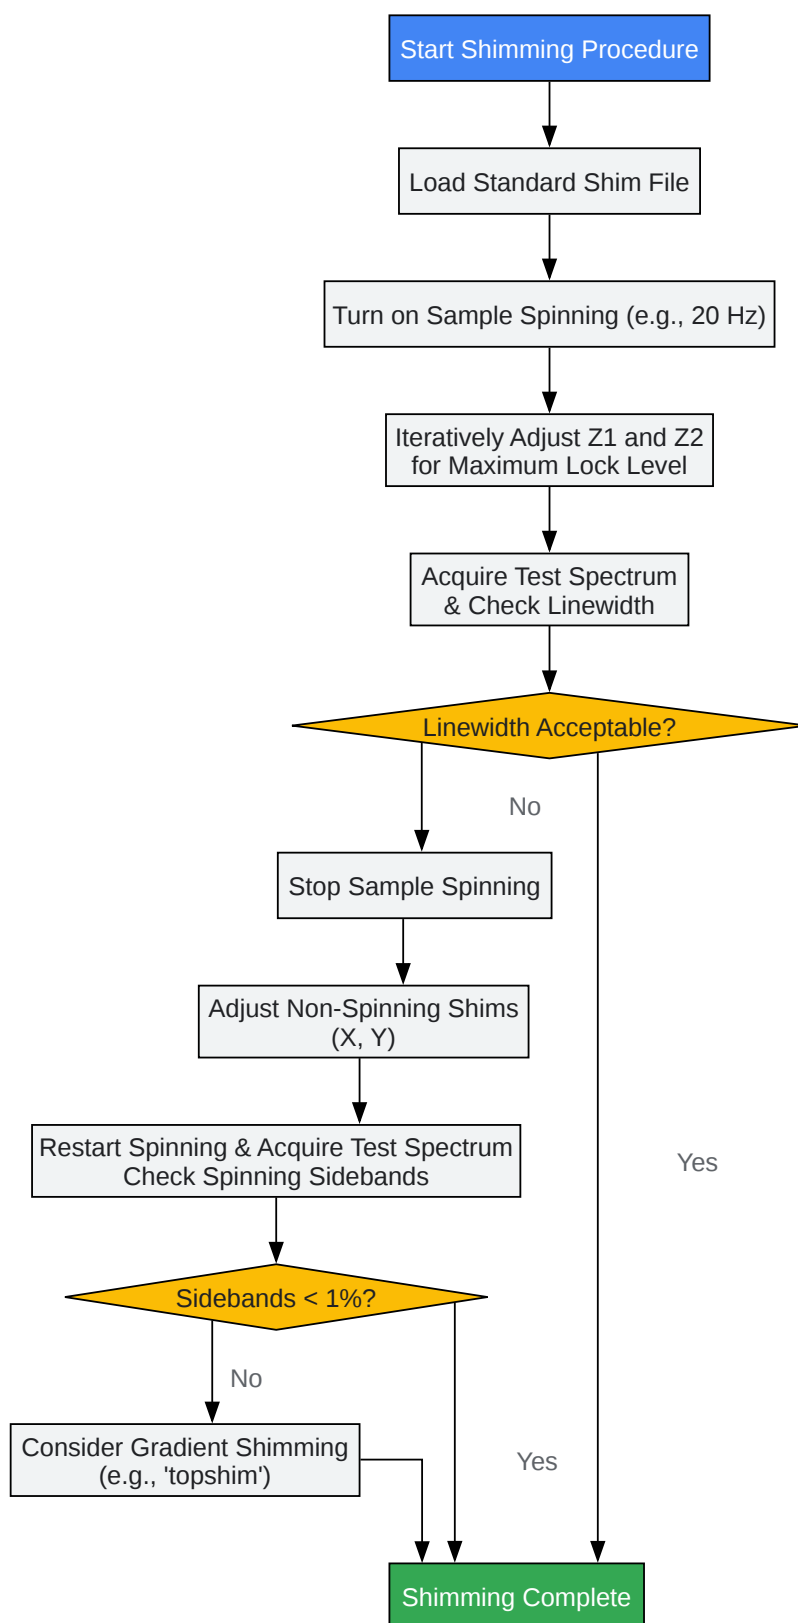 Start Shimming Procedure
Load Standard Shim File
Turn on Sample Spinning (e.g., 20 Hz)
Iteratively Adjust Z1 and Z2
for Maximum Lock Level
Acquire Test Spectrum
& Check Linewidth
Linewidth Acceptable?
No
Stop Sample Spinning
Adjust Non-Spinning Shims
(X, Y)
Restart Spinning & Acquire Test Spectrum
Check Spinning Sidebands
Yes
Sidebands < 1%?
No
Consider Gradient Shimming
(e.g., 'topshim')
Yes
Shimming Complete